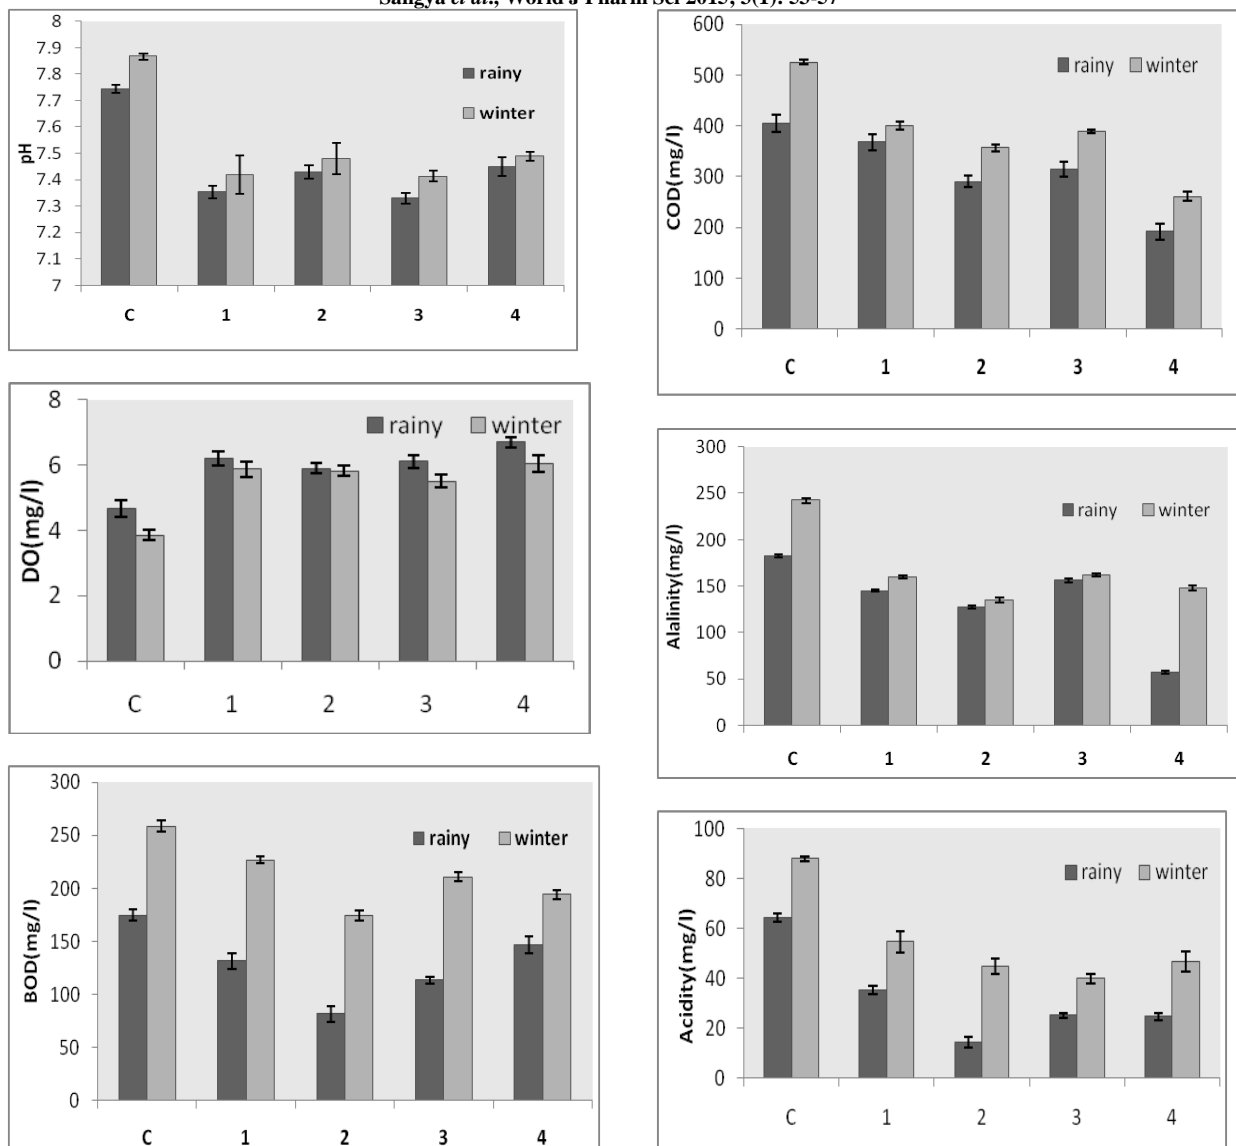 Sangya et al., World J Pharm Sci 2015; 3(1): 53-57
8
7.9
7.8
7.7
7.6
7.5
7.4
7.3
7.2
7.1
7
pH
rainy
winter
C 1 2 3 4
600
500
400
300
200
100
0
COD(mg/l)
rainy winter
C 1 2 3 4
8
6
4
2
0
DO(mg/l)
rainy winter
C 1 2 3 4
300
250
200
150
100
50
0
Alalinity(mg/l)
rainy winter
C 1 2 3 4
300
250
200
150
100
50
0
BOD(mg/l)
rainy winter
C 1 2 3 4
100
80
60
40
20
0
Acidity(mg/l)
rainy winter
C 1 2 3 4